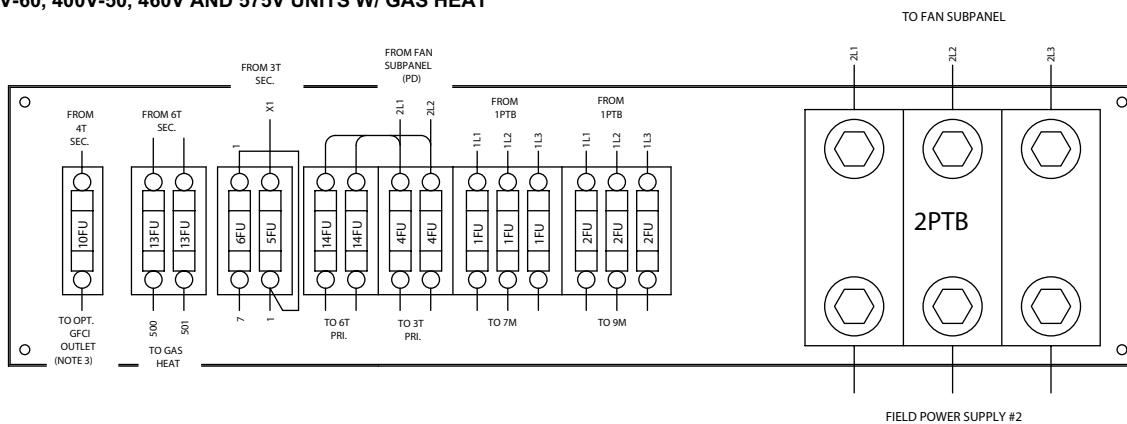 V-60, 400V-50, 460V AND 575V UNITS W/ GAS HEAT
TO FAN SUBPANEL
2L1
2L2
2L3
FROM 4T SEC.
FROM 6T SEC.
FROM 3T SEC.
1
X1
FROM FAN SUBPANEL (PD)
2L1
2L2
FROM 1PTB
1L1
1L2
1L3
FROM 1PTB
1L1
1L2
1L3
10FU
13FU
13FU
6FU
5FU
14FU
14FU
4FU
4FU
1FU
1FU
1FU
2FU
2FU
2FU
2PTB
TO OPT. GFCI OUTLET (NOTE 3)
500
501
TO GAS HEAT
7
1
TO 6T PRI.
TO 3T PRI.
TO 7M
TO 9M
FIELD POWER SUPPLY #2